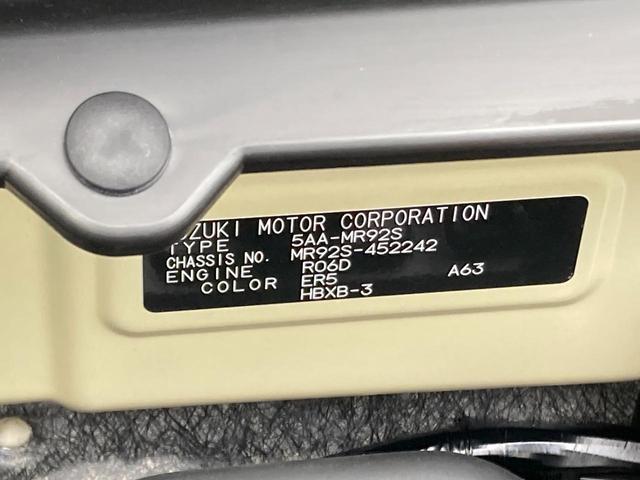 UZUKI MOTOR CORPORATION
TYPE 5AA-MR92S
CHASSIS NO. MR92S-452242
ENGINE R06D A63
COLOR ER5
HBXB-3